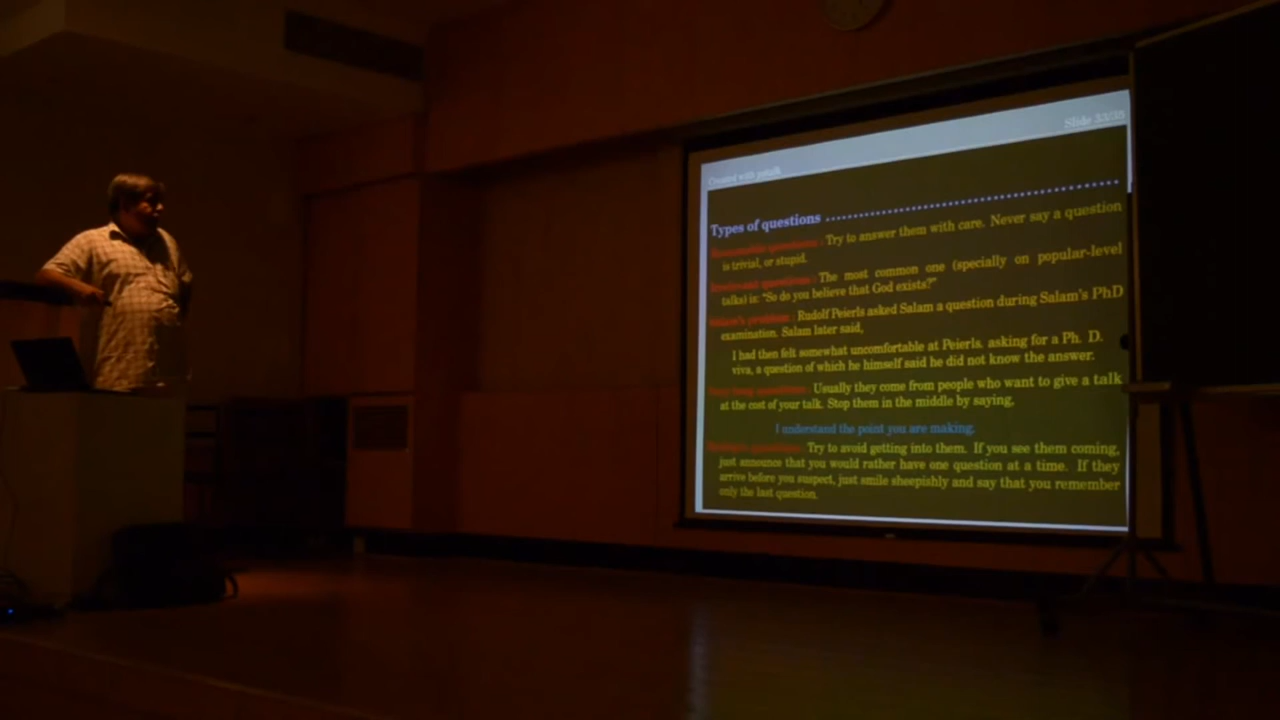 Slide 33/38
Created with
Types of questions
questions : Try to answer them with care. Never say a question
is trivial, or stupid.
Irrelevant questions : The most common one (specially on popular-level
talks) is: "So do you believe that God exists?"
Salam's problem : Rudolf Peierls asked Salam a question during Salam's PhD
examination. Salam later said,
I had then felt somewhat uncomfortable at Peierls, asking for a Ph. D.
viva, a question of which he himself said he did not know the answer.
Usually they come from people who want to give a talk
at the cost of your talk. Stop them in the middle by saying,
I understand the point you are making.
Try to avoid getting into them. If you see them coming,
just announce that you would rather have one question at a time. If they
arrive before you suspect, just smile sheepishly and say that you remember
only the last question.